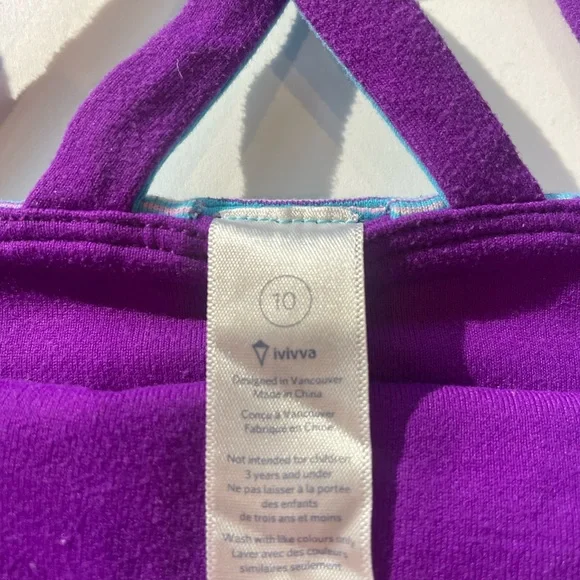 10
ivivva
Designed in Vancouver
Made in China
Conçu à Vancouver
Fabriqué en Chine
Not intended for children
3 years and under
Ne pas laisser à la portée
des enfants
de trois ans et moins
Wash with like colours only
Laver avec des couleurs
similaires seulement